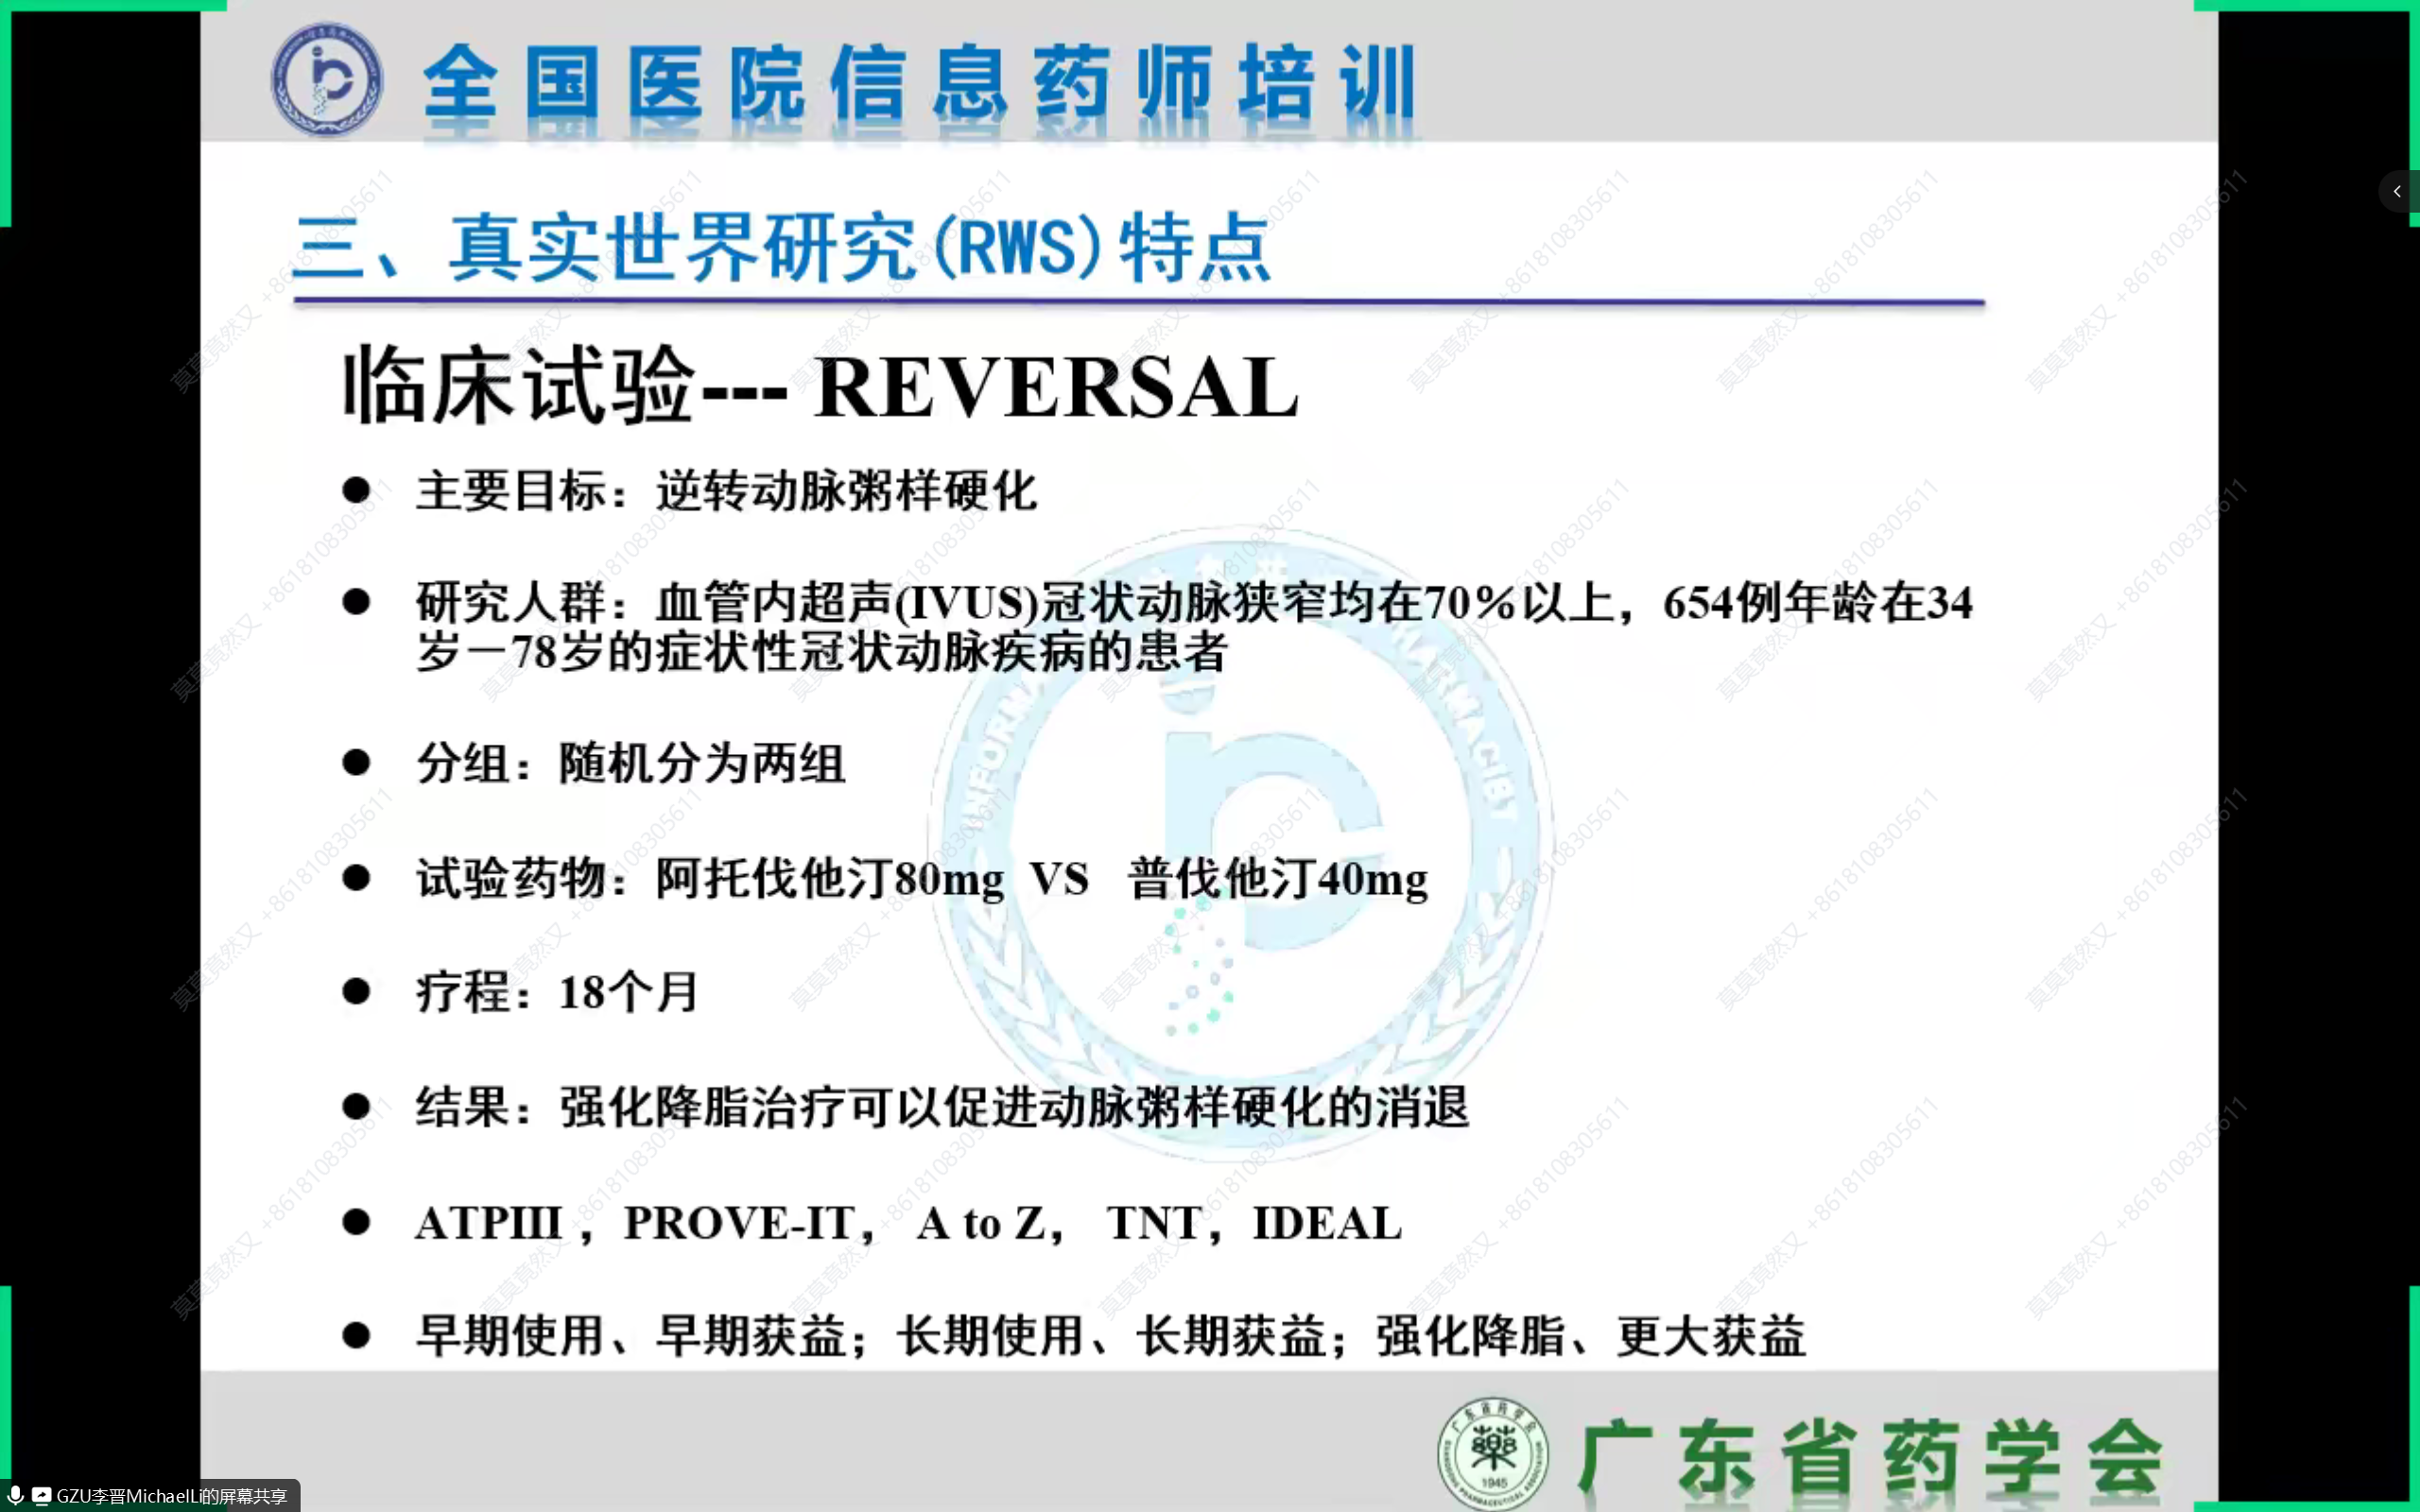 全国医院信息药师培训
三、真实世界研究(RWS)特点
临床试验--- REVERSAL
● 主要目标：逆转动脉粥样硬化
● 研究人群：血管内超声(IVUS)冠状动脉狭窄均在70%以上，654例年龄在34
岁－78岁的症状性冠状动脉疾病的患者
● 分组：随机分为两组
● 试验药物：阿托伐他汀80mg VS 普伐他汀40mg
● 疗程：18个月
● 结果：强化降脂治疗可以促进动脉粥样硬化的消退
● ATPIII ，PROVE-IT， A to Z， TNT，IDEAL
● 早期使用、早期获益；长期使用、长期获益；强化降脂、更大获益
广东省药学会
1945
GZU李晋MichaelLi的屏幕共享
莫莫竟然又 +8618108305611